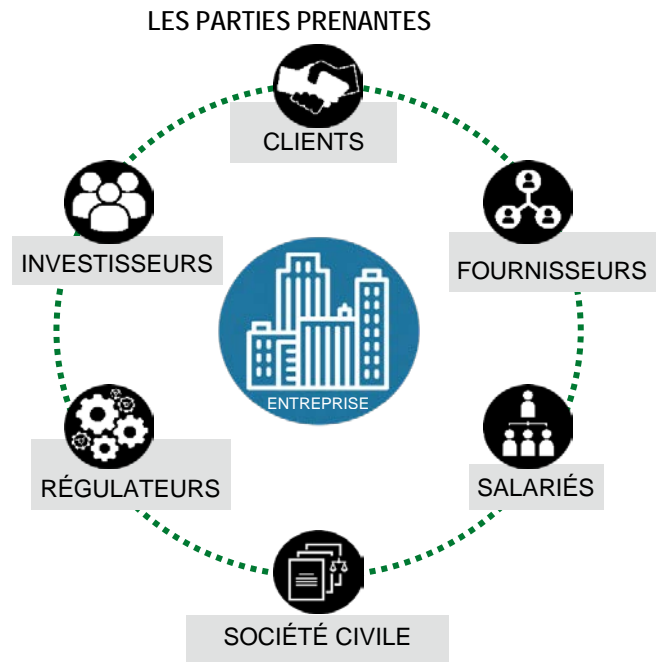 LES PARTIES PRENANTES
CLIENTS
INVESTISSEURS
FOURNISSEURS
ENTREPRISE
RÉGULATEURS
SALARIÉS
SOCIÉTÉ CIVILE